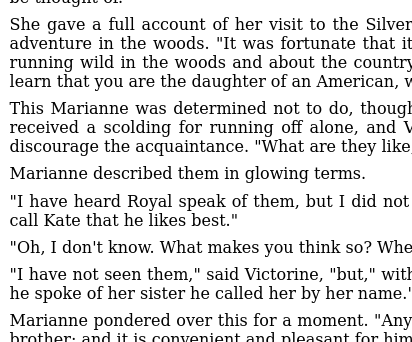 be thought of.
She gave a full account of her visit to the Silver
adventure in the woods. "It was fortunate that it
running wild in the woods and about the country
learn that you are the daughter of an American, w
This Marianne was determined not to do, though
received a scolding for running off alone, and V
discourage the acquaintance. "What are they like,
Marianne described them in glowing terms.
"I have heard Royal speak of them, but I did not
call Kate that he likes best."
"Oh, I don't know. What makes you think so? Whe
"I have not seen them," said Victorine, "but," with
he spoke of her sister he called her by her name."
Marianne pondered over this for a moment. "Any
brother; and it is convenient and pleasant for him